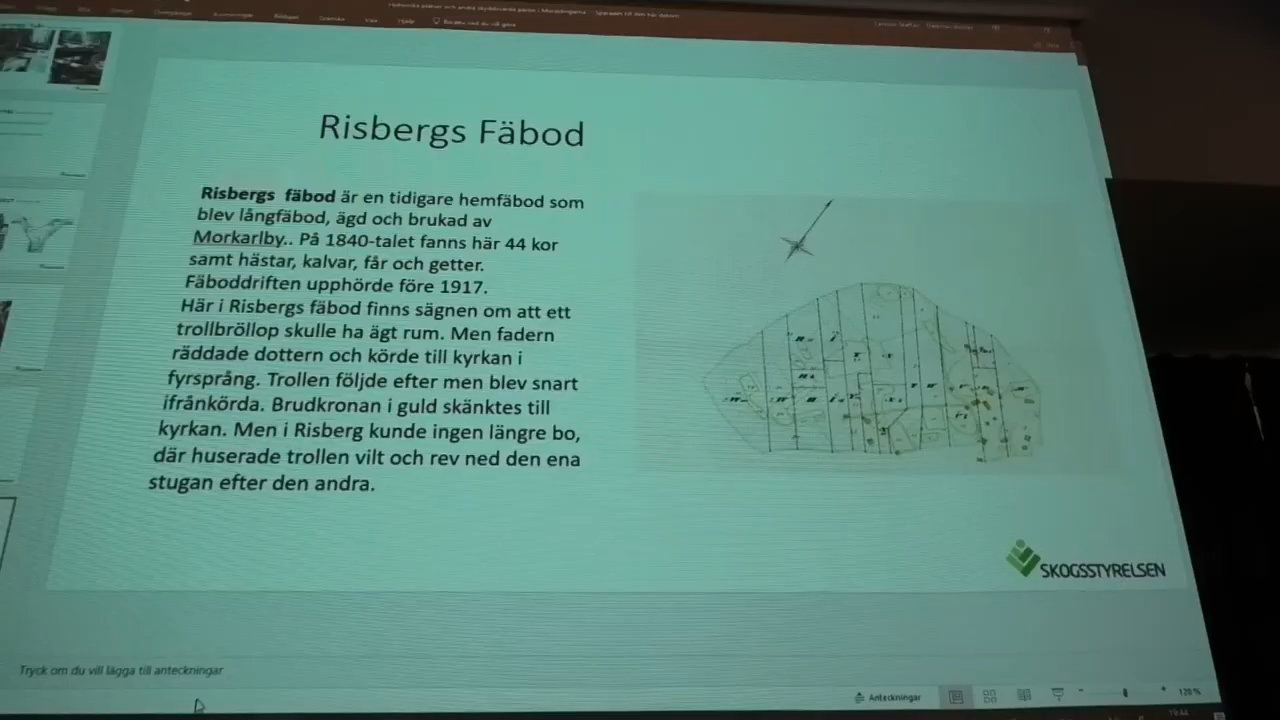 Risbergs Fäbod
Risbergs fäbod är en tidigare hemfäbod som
blev långfäbod, ägd och brukad av
Morkarlby.. På 1840-talet fanns här 44 kor
samt hästar, kalvar, får och getter.
Fäboddriften upphörde före 1917.
Här i Risbergs fäbod finns sägnen om att ett
trollbröllop skulle ha ägt rum. Men fadern
räddade dottern och körde till kyrkan i
fyrsprång. Trollen följde efter men blev snart
ifrånkörda. Brudkronan i guld skänktes till
kyrkan. Men i Risberg kunde ingen längre bo,
där huserade trollen vilt och rev ned den ena
stugan efter den andra.
SKOGSSTYRELSEN
Tryck om du vill lägga till anteckningar
Anteckningar
120 %